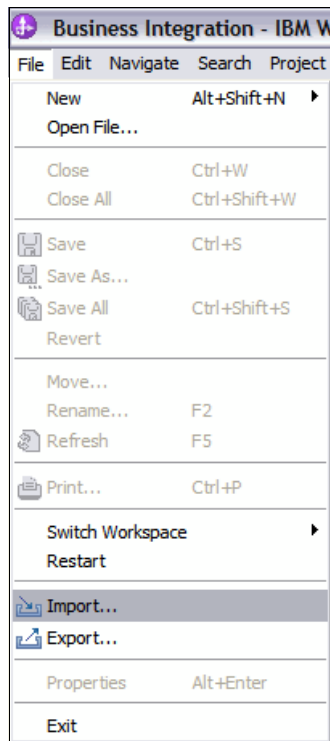 Business Integration - IBM W
File Edit Navigate Search Project
New Alt+Shift+N
Open File...
Close Ctrl+W
Close All Ctrl+Shift+W
Save Ctrl+S
Save As...
Save All Ctrl+Shift+S
Revert
Move...
Rename... F2
Refresh F5
Print... Ctrl+P
Switch Workspace
Restart
Import...
Export...
Properties Alt+Enter
Exit